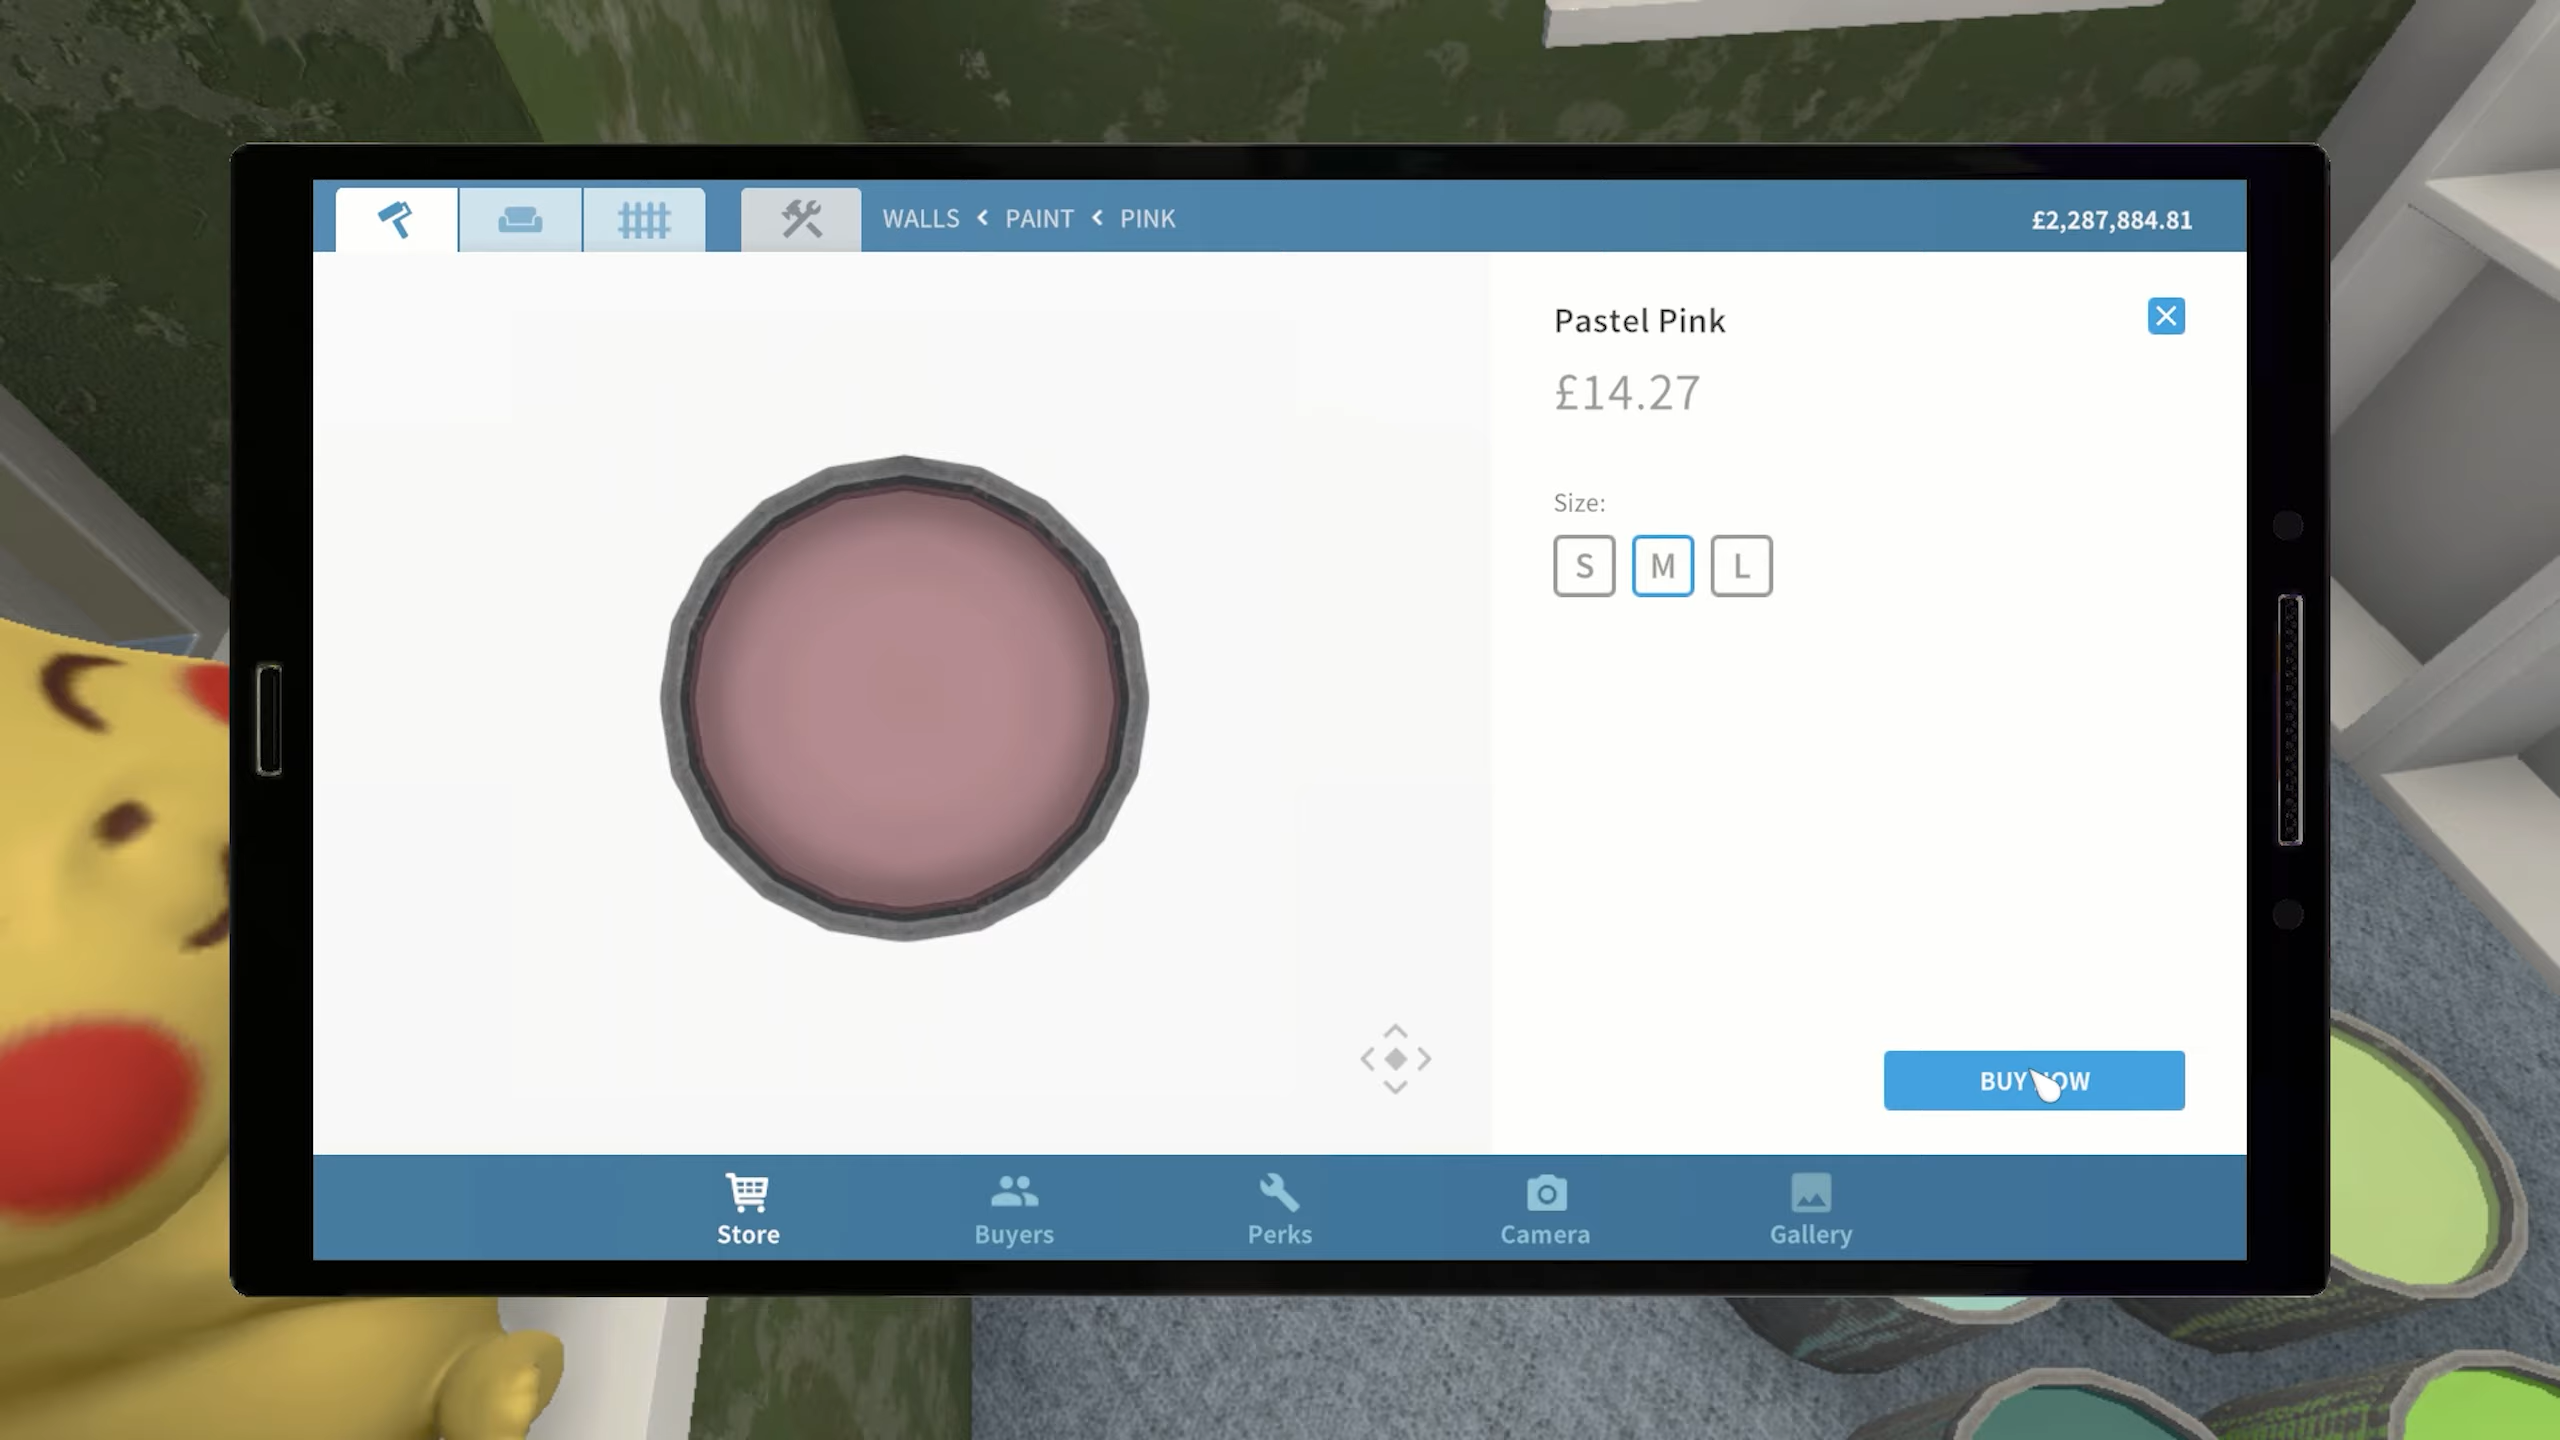 WALLS < PAINT < PINK
£2,287,884.81
Pastel Pink
£14.27
Size:
S M L
BUY NOW
Store Buyers Perks Camera Gallery